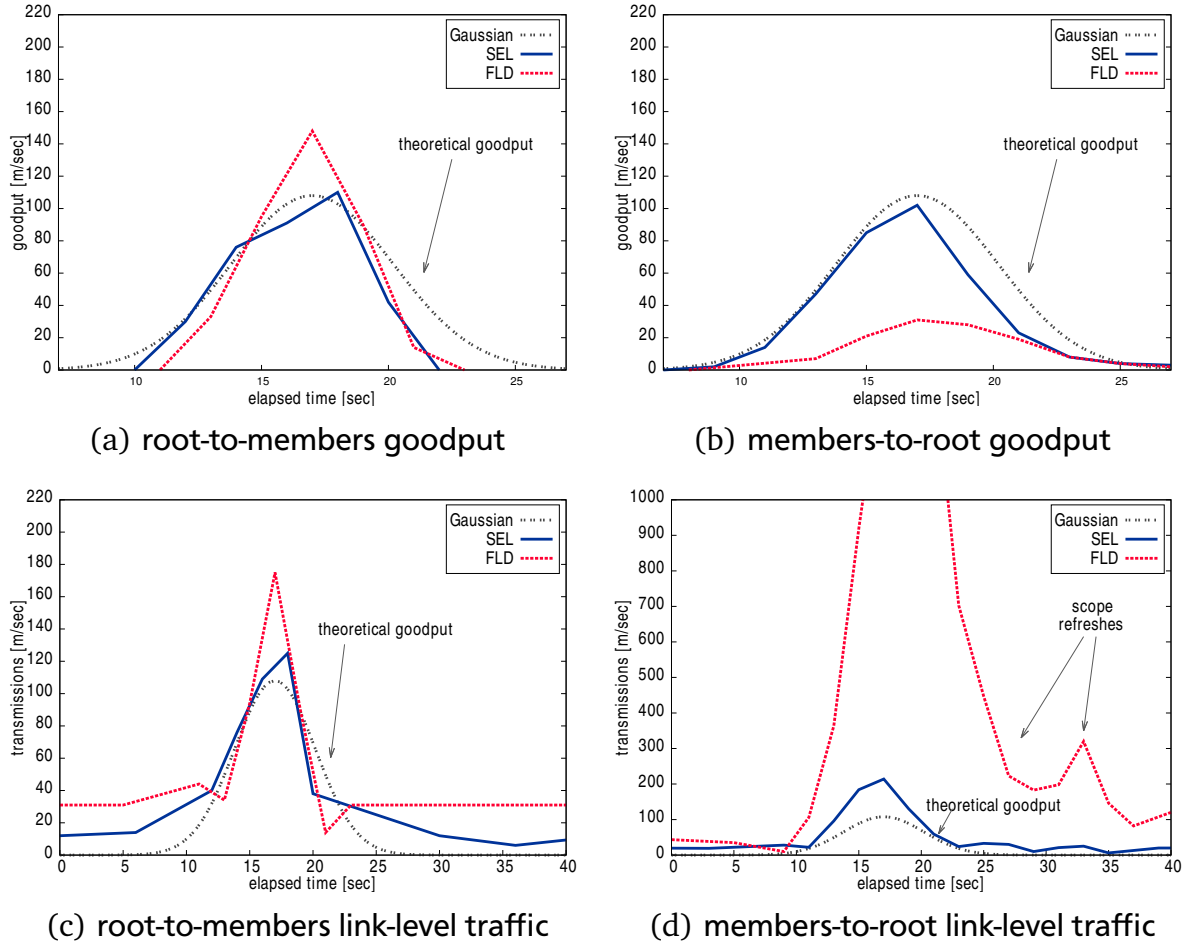 220
200
180
160
140
120
100
80
60
40
20
0
goodput [m/sec]
Gaussian
SEL
FLD
theoretical goodput
10 15 20 25
elapsed time [sec]
(a) root-to-members goodput
220
200
180
160
140
120
100
80
60
40
20
0
goodput [m/sec]
Gaussian
SEL
FLD
theoretical goodput
10 15 20 25
elapsed time [sec]
(b) members-to-root goodput
220
200
180
160
140
120
100
80
60
40
20
0
transmissions [m/sec]
Gaussian
SEL
FLD
theoretical goodput
0 5 10 15 20 25 30 35 40
elapsed time [sec]
(c) root-to-members link-level traffic
1000
900
800
700
600
500
400
300
200
100
0
transmissions [m/sec]
Gaussian
SEL
FLD
scope
refreshes
theoretical goodput
0 5 10 15 20 25 30 35 40
elapsed time [sec]
(d) members-to-root link-level traffic